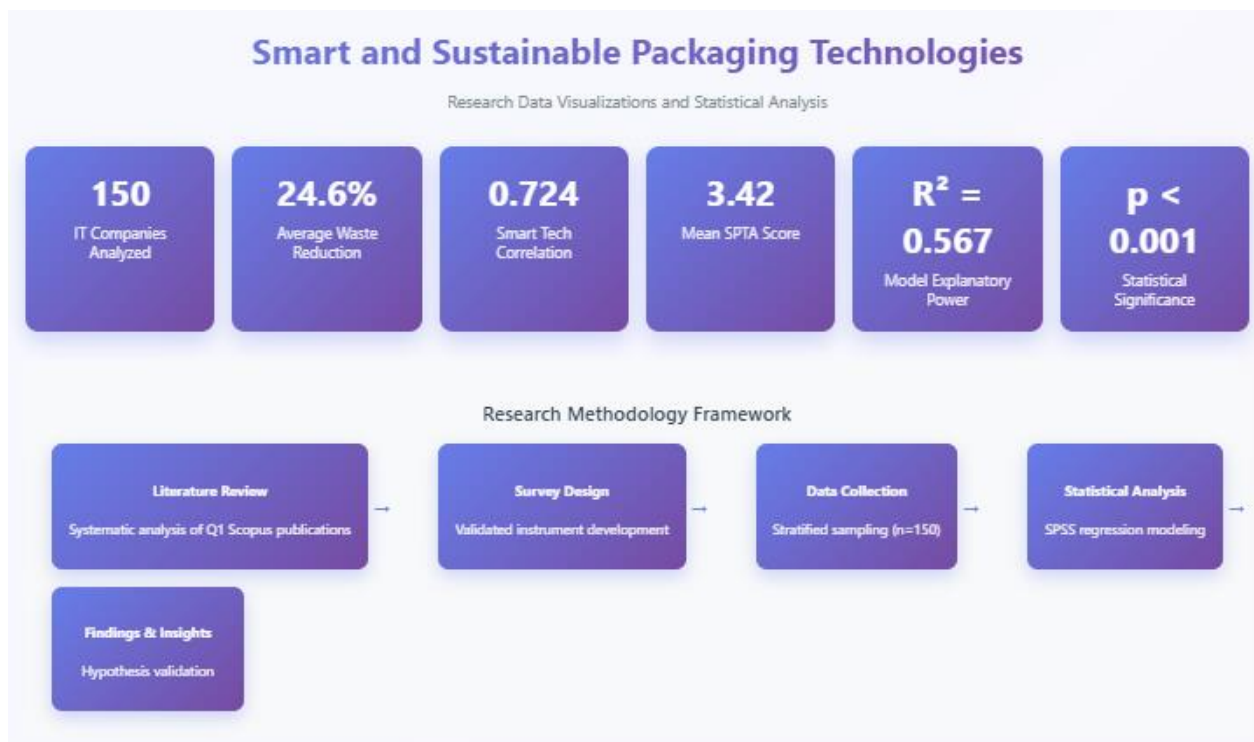 Smart and Sustainable Packaging Technologies
Research Data Visualizations and Statistical Analysis
150
IT Companies
Analyzed
24.6%
Average Waste
Reduction
0.724
Smart Tech
Correlation
3.42
Mean SPTA Score
R² =
0.567
Model Explanatory
Power
p <
0.001
Statistical
Significance
Research Methodology Framework
Literature Review
Systematic analysis of Q1 Scopus publications
→
Survey Design
Validated instrument development
→
Data Collection
Stratified sampling (n=150)
→
Statistical Analysis
SPSS regression modeling
→
Findings & Insights
Hypothesis validation